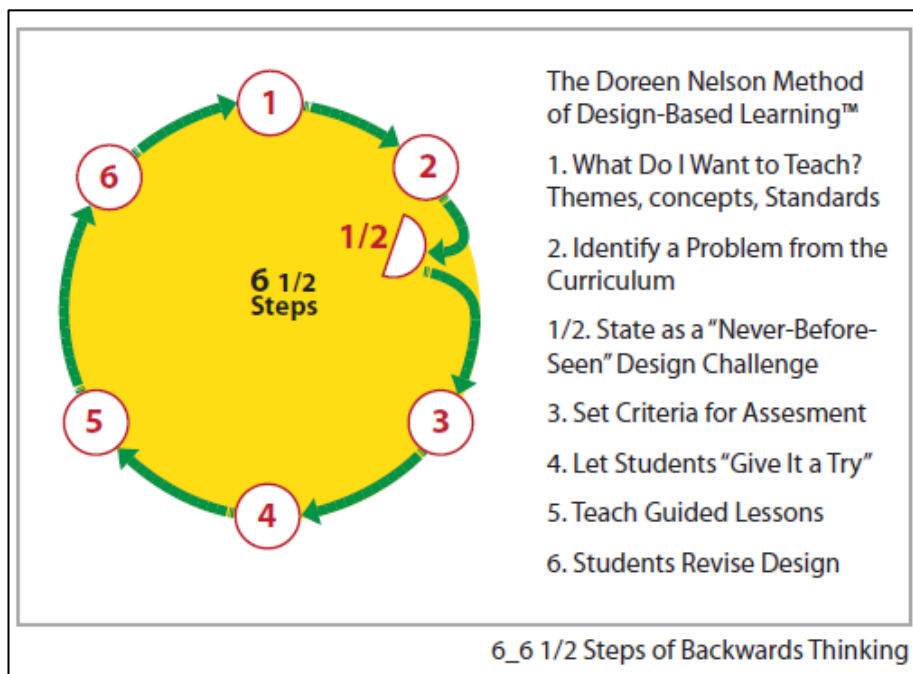 1
2
1/2
6
6 1/2
Steps
5
3
4
The Doreen Nelson Method
of Design-Based Learning™
1. What Do I Want to Teach?
Themes, concepts, Standards
2. Identify a Problem from the
Curriculum
1/2. State as a “Never-Before-
Seen” Design Challenge
3. Set Criteria for Assesment
4. Let Students “Give It a Try”
5. Teach Guided Lessons
6. Students Revise Design
6_6 1/2 Steps of Backwards Thinking